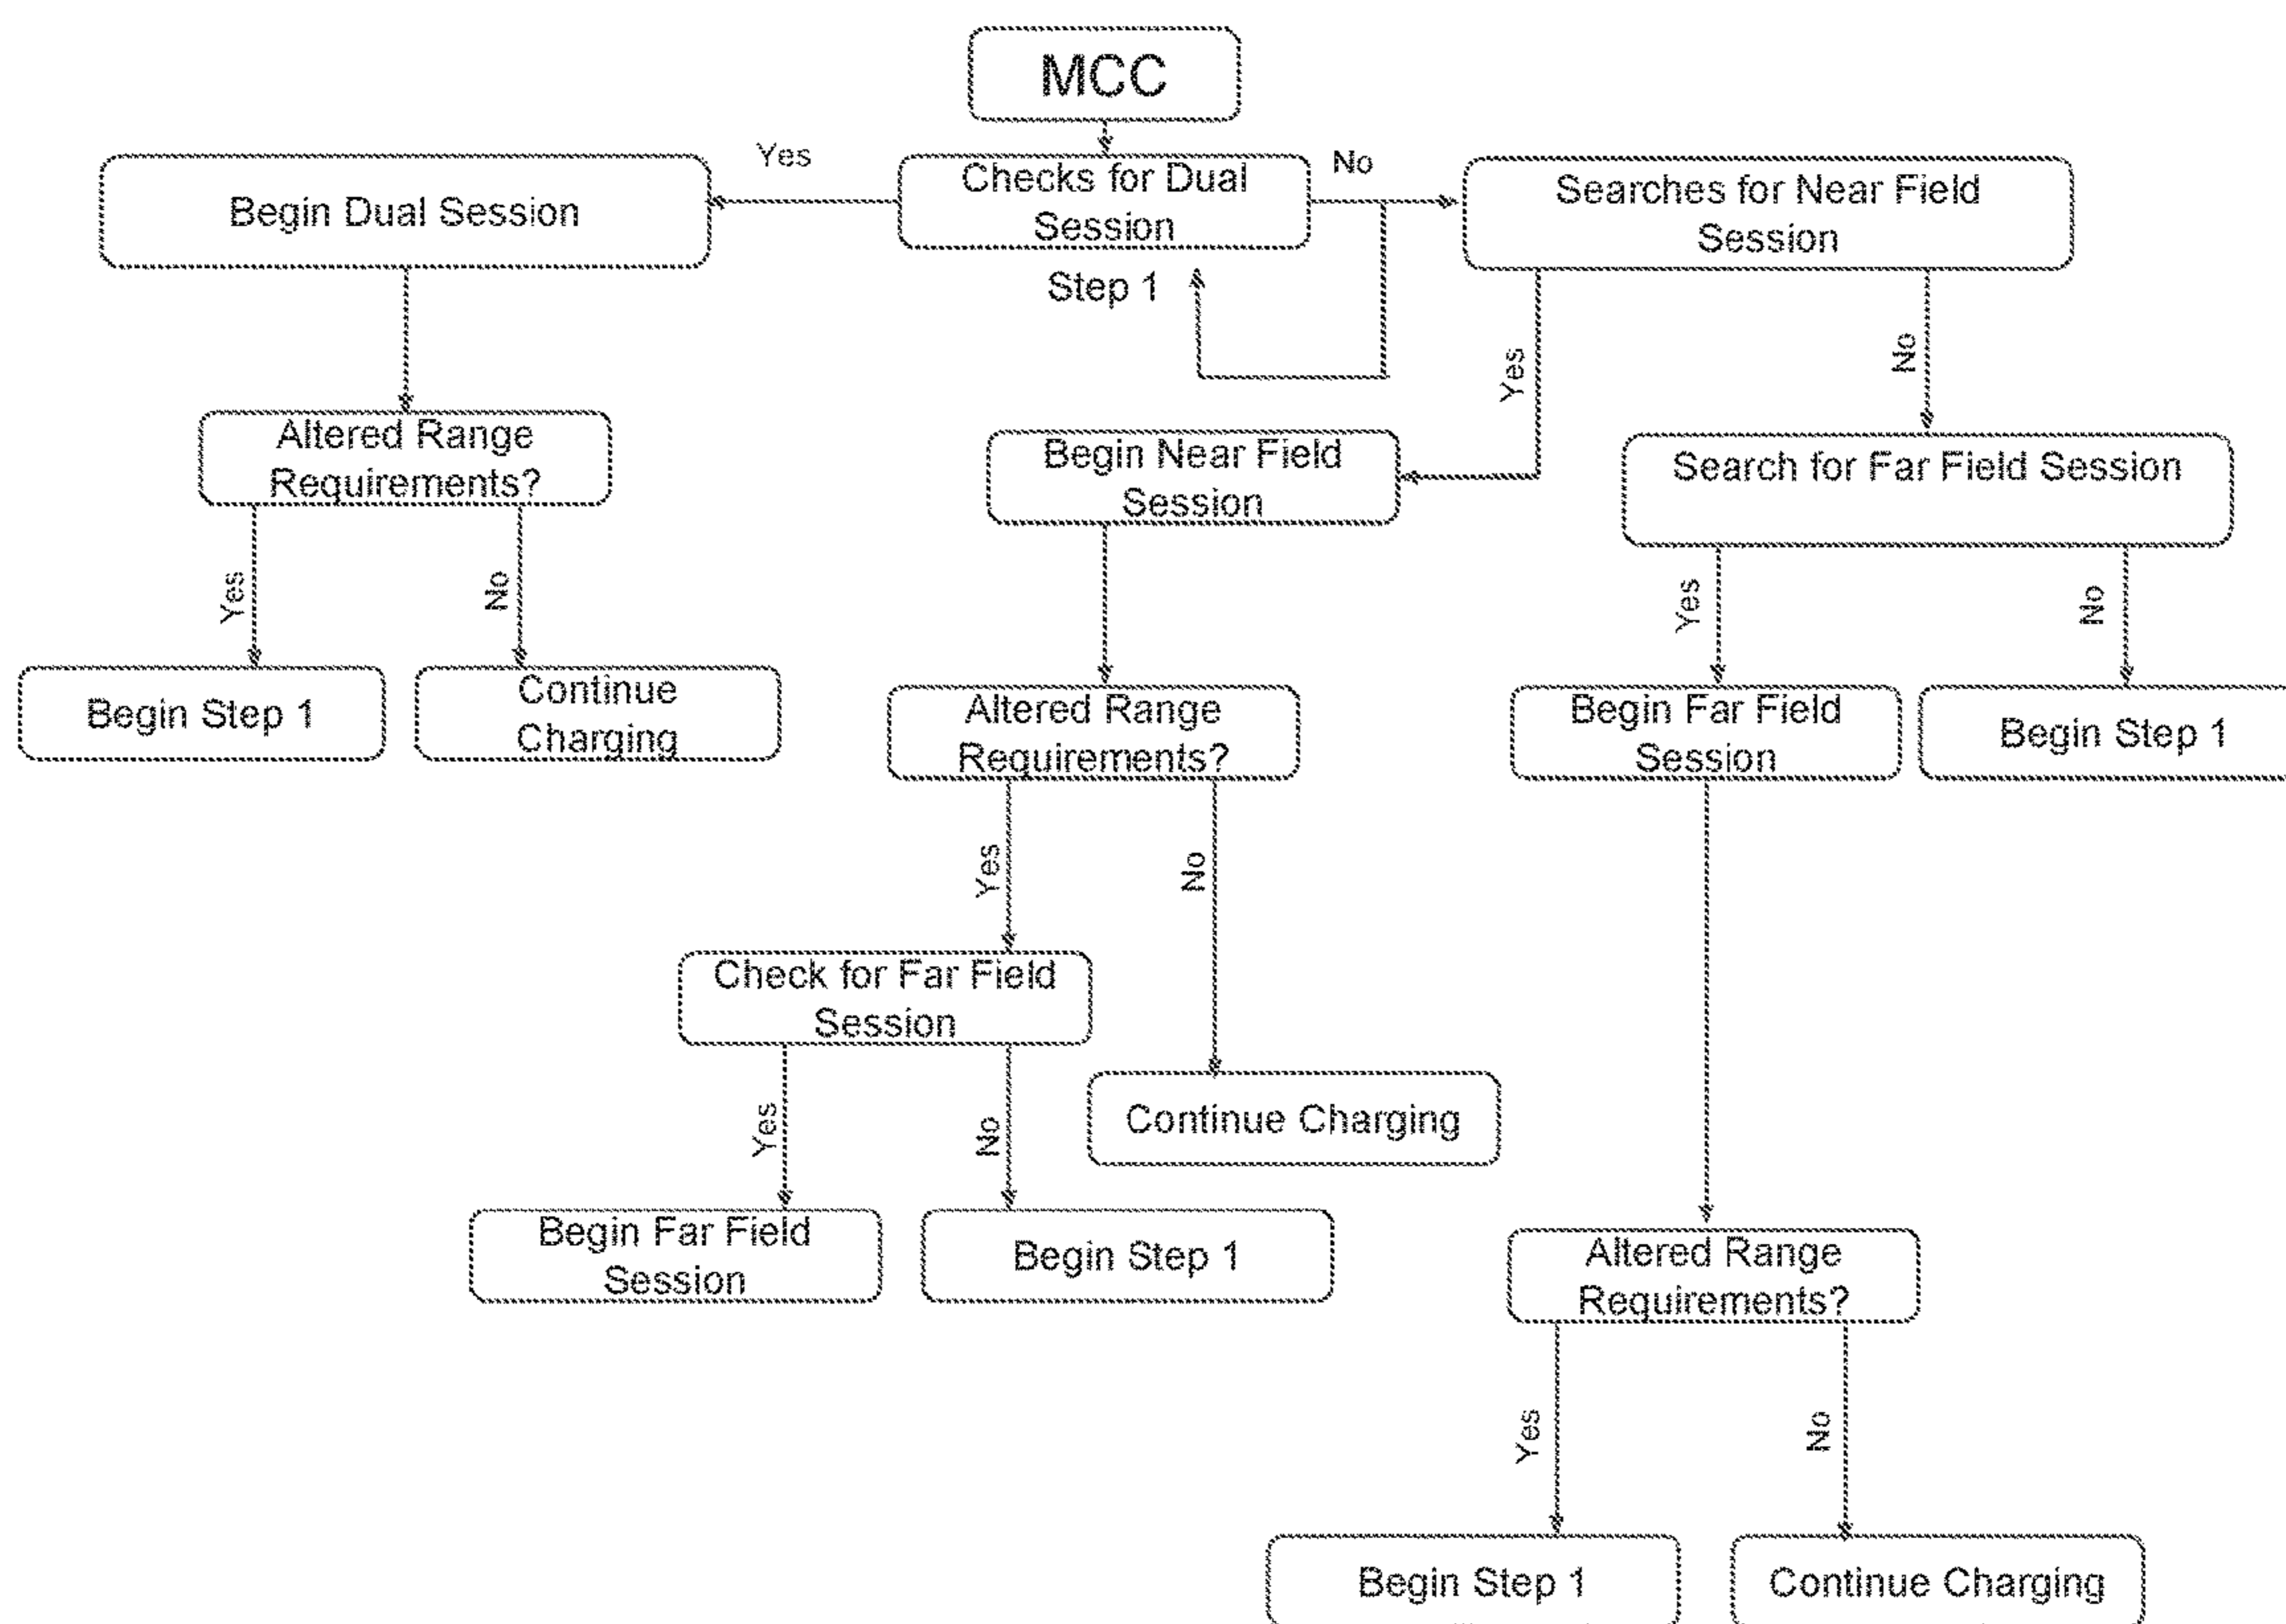 MCC
Yes
Checks for Dual
Session
No
Begin Dual Session
Searches for Near Field
Session
Step 1
Yes
No
Altered Range
Requirements?
Begin Near Field
Session
Search for Far Field Session
Yes
No
Yes
No
Begin Step 1
Continue
Charging
Altered Range
Requirements?
Begin Far Field
Session
Begin Step 1
Yes
No
Check for Far Field
Session
Yes
No
Continue Charging
Begin Far Field
Session
Begin Step 1
Altered Range
Requirements?
Yes
No
Begin Step 1
Continue Charging